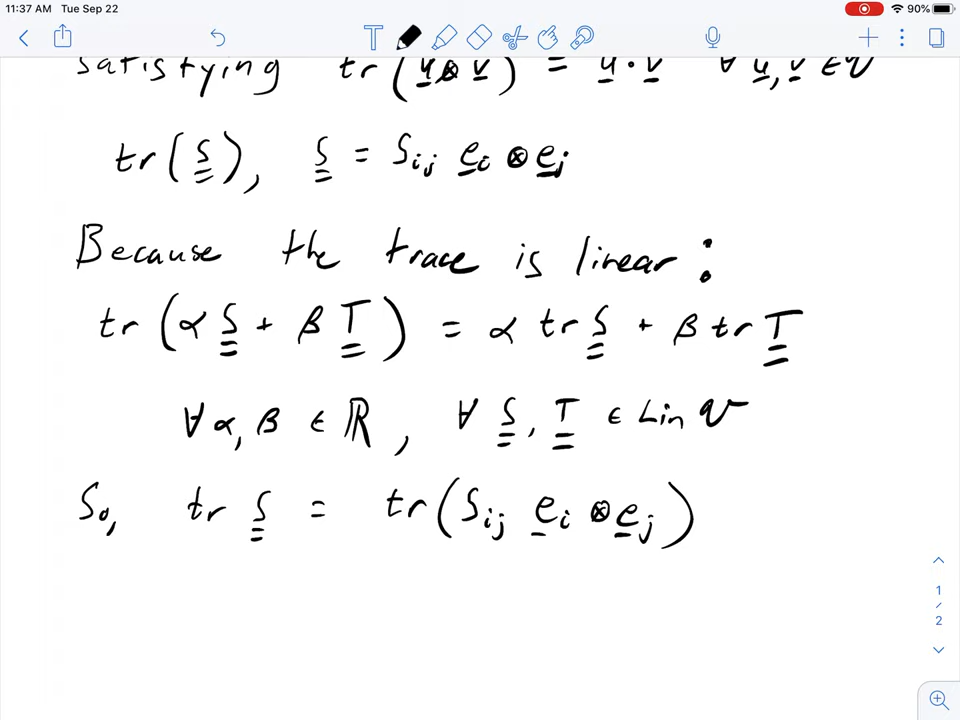 11:37 AM Tue Sep 22 90%
T
satisfying tr(u⊗v) = u·v ∀ u,v ∈ V
tr(S), S = Sij ei⊗ej
Because the trace is linear:
tr(αS + βT) = α tr S + β tr T
∀ α,β ∈ ℝ, ∀ S,T ∈ Lin V
So, tr S = tr(Sij ei⊗ej)
1
/
2